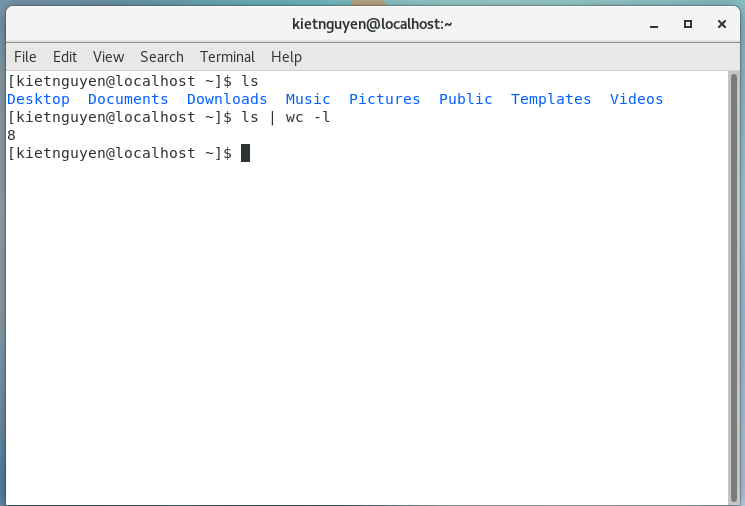 kietnguyen@localhost:~
File Edit View Search Terminal Help
[kietnguyen@localhost ~]$ ls
Desktop  Documents  Downloads  Music  Pictures  Public  Templates  Videos
[kietnguyen@localhost ~]$ ls | wc -l
8
[kietnguyen@localhost ~]$